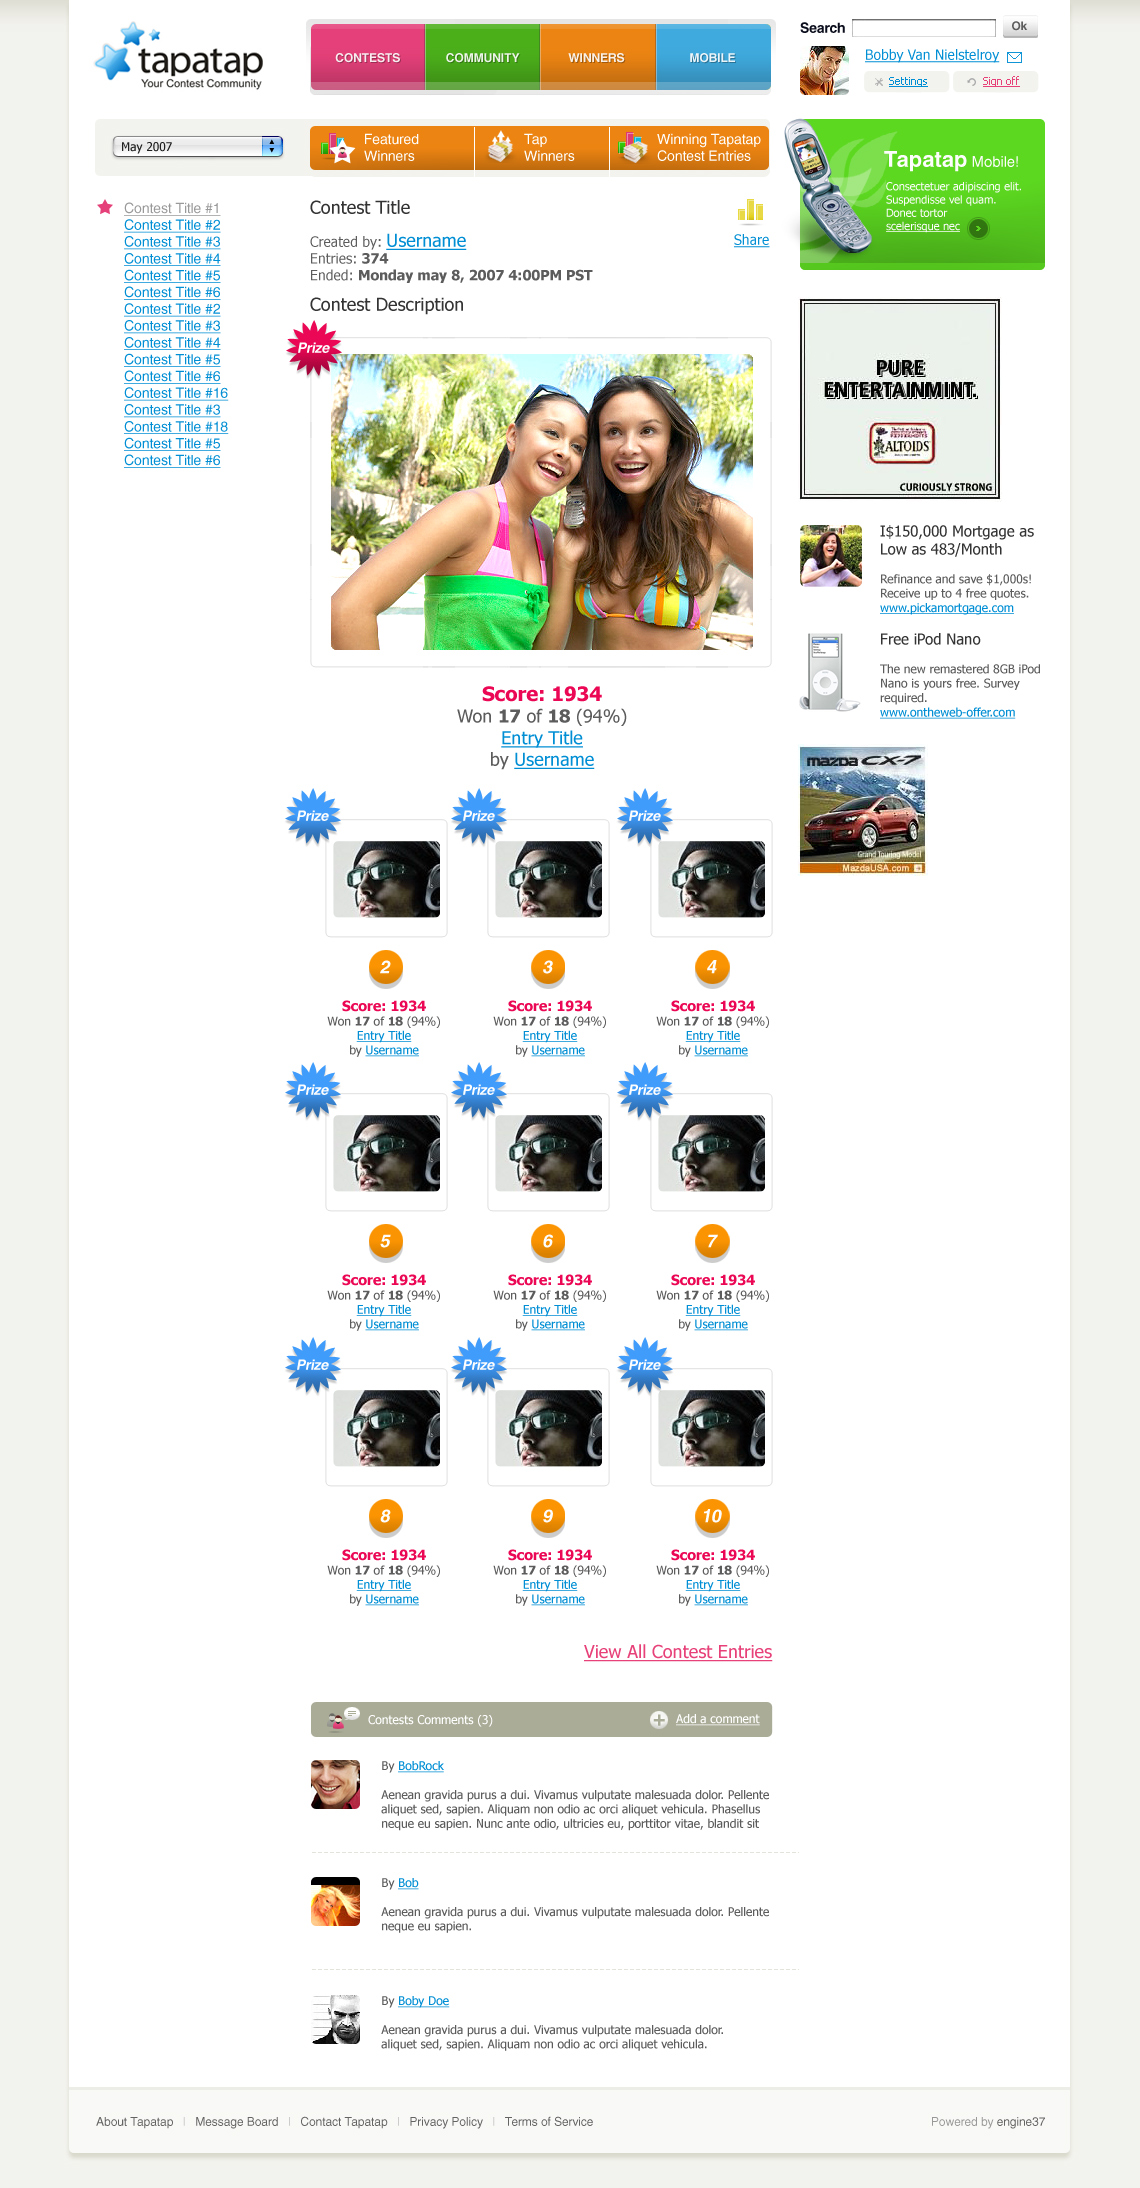 tapatap
Your Contest Community
CONTESTS
COMMUNITY
WINNERS
MOBILE
Search
Ok
Bobby Van Nielstelroy
Settings
Sign off
May 2007
Featured
Winners
Tap
Winners
Winning Tapatap
Contest Entries
Tapatap Mobile!
Consectetuer adipiscing elit.
Suspendisse vel quam.
Donec tortor
scelerisque nec
Contest Title #1
Contest Title #2
Contest Title #3
Contest Title #4
Contest Title #5
Contest Title #6
Contest Title #2
Contest Title #3
Contest Title #4
Contest Title #5
Contest Title #6
Contest Title #16
Contest Title #3
Contest Title #18
Contest Title #5
Contest Title #6
Contest Title
Created by: Username
Entries: 374
Ended: Monday may 8, 2007 4:00PM PST
Share
Contest Description
Prize
Score: 1934
Won 17 of 18 (94%)
Entry Title
by Username
Prize
Prize
Prize
2
3
4
Score: 1934
Won 17 of 18 (94%)
Entry Title
by Username
Score: 1934
Won 17 of 18 (94%)
Entry Title
by Username
Score: 1934
Won 17 of 18 (94%)
Entry Title
by Username
Prize
Prize
Prize
5
6
7
Score: 1934
Won 17 of 18 (94%)
Entry Title
by Username
Score: 1934
Won 17 of 18 (94%)
Entry Title
by Username
Score: 1934
Won 17 of 18 (94%)
Entry Title
by Username
Prize
Prize
Prize
8
9
10
Score: 1934
Won 17 of 18 (94%)
Entry Title
by Username
Score: 1934
Won 17 of 18 (94%)
Entry Title
by Username
Score: 1934
Won 17 of 18 (94%)
Entry Title
by Username
View All Contest Entries
PURE
ENTERTAINMINT.
ALTOIDS
CURIOUSLY STRONG
I$150,000 Mortgage as
Low as 483/Month
Refinance and save $1,000s!
Receive up to 4 free quotes.
www.pickamortgage.com
Free iPod Nano
The new remastered 8GB iPod
Nano is yours free. Survey
required.
www.ontheweb-offer.com
mazda CX-7
Grand Touring Model
MazdaUSA.com
Contests Comments (3)
Add a comment
By BobRock
Aenean gravida purus a dui. Vivamus vulputate malesuada dolor. Pellente
aliquet sed, sapien. Aliquam non odio ac orci aliquet vehicula. Phasellus
neque eu sapien. Nunc ante odio, ultricies eu, porttitor vitae, blandit sit
By Bob
Aenean gravida purus a dui. Vivamus vulputate malesuada dolor. Pellente
neque eu sapien.
By Boby Doe
Aenean gravida purus a dui. Vivamus vulputate malesuada dolor.
aliquet sed, sapien. Aliquam non odio ac orci aliquet vehicula.
About Tapatap
Message Board
Contact Tapatap
Privacy Policy
Terms of Service
Powered by engine37